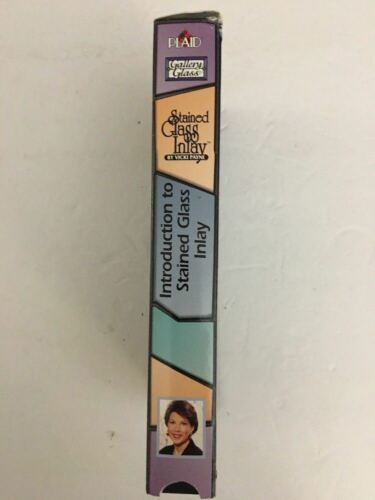 PLAID
Gallery
Glass
Stained
Glass
Inlay
BY VICKI PAYNE
Introduction to
Stained Glass
Inlay